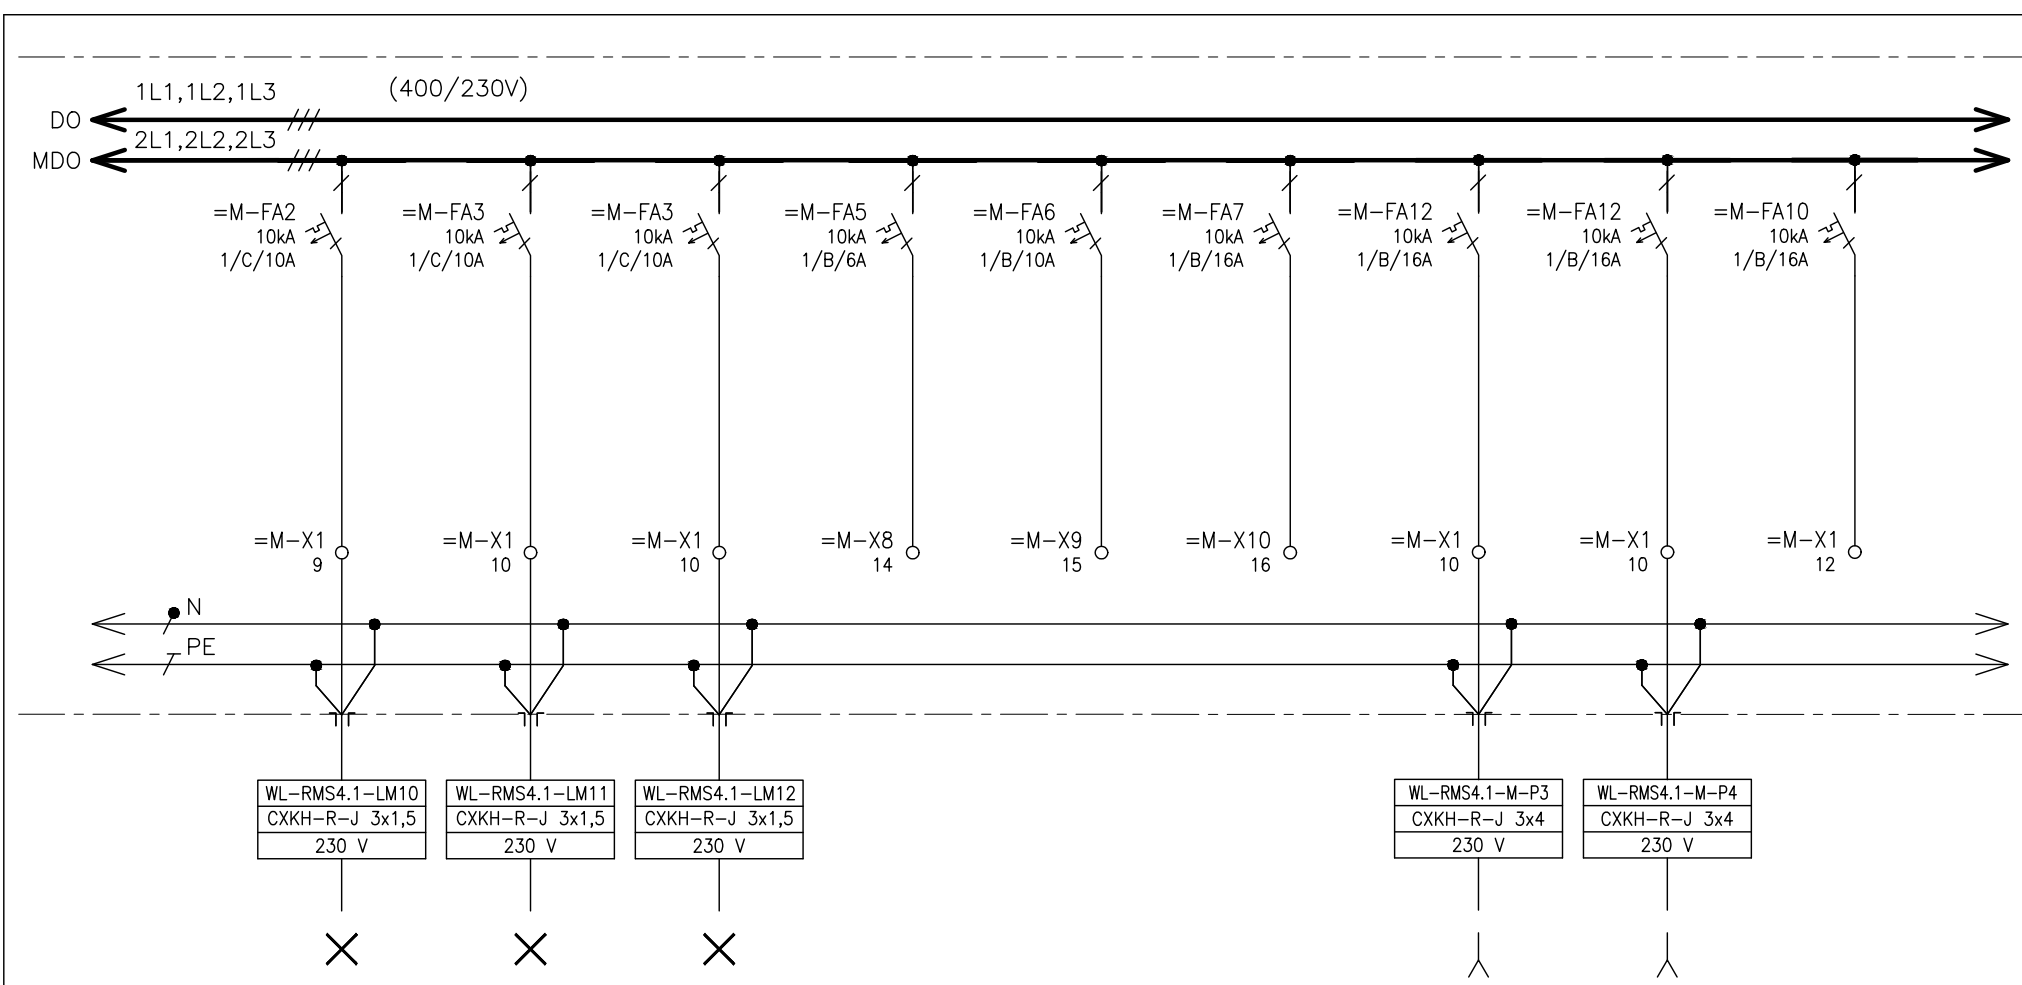 1L1,1L2,1L3
(400/230V)
DO
2L1,2L2,2L3
MDO
=M-FA2
10kA
1/C/10A
=M-FA3
10kA
1/C/10A
=M-FA3
10kA
1/C/10A
=M-FA5
10kA
1/B/6A
=M-FA6
10kA
1/B/10A
=M-FA7
10kA
1/B/16A
=M-FA12
10kA
1/B/16A
=M-FA12
10kA
1/B/16A
=M-FA10
10kA
1/B/16A
=M-X1
9
=M-X1
10
=M-X1
10
=M-X8
14
=M-X9
15
=M-X10
16
=M-X1
10
=M-X1
10
=M-X1
12
N
PE
WL-RMS4.1-LM10
CXKH-R-J 3x1,5
230 V
WL-RMS4.1-LM11
CXKH-R-J 3x1,5
230 V
WL-RMS4.1-LM12
CXKH-R-J 3x1,5
230 V
WL-RMS4.1-M-P3
CXKH-R-J 3x4
230 V
WL-RMS4.1-M-P4
CXKH-R-J 3x4
230 V